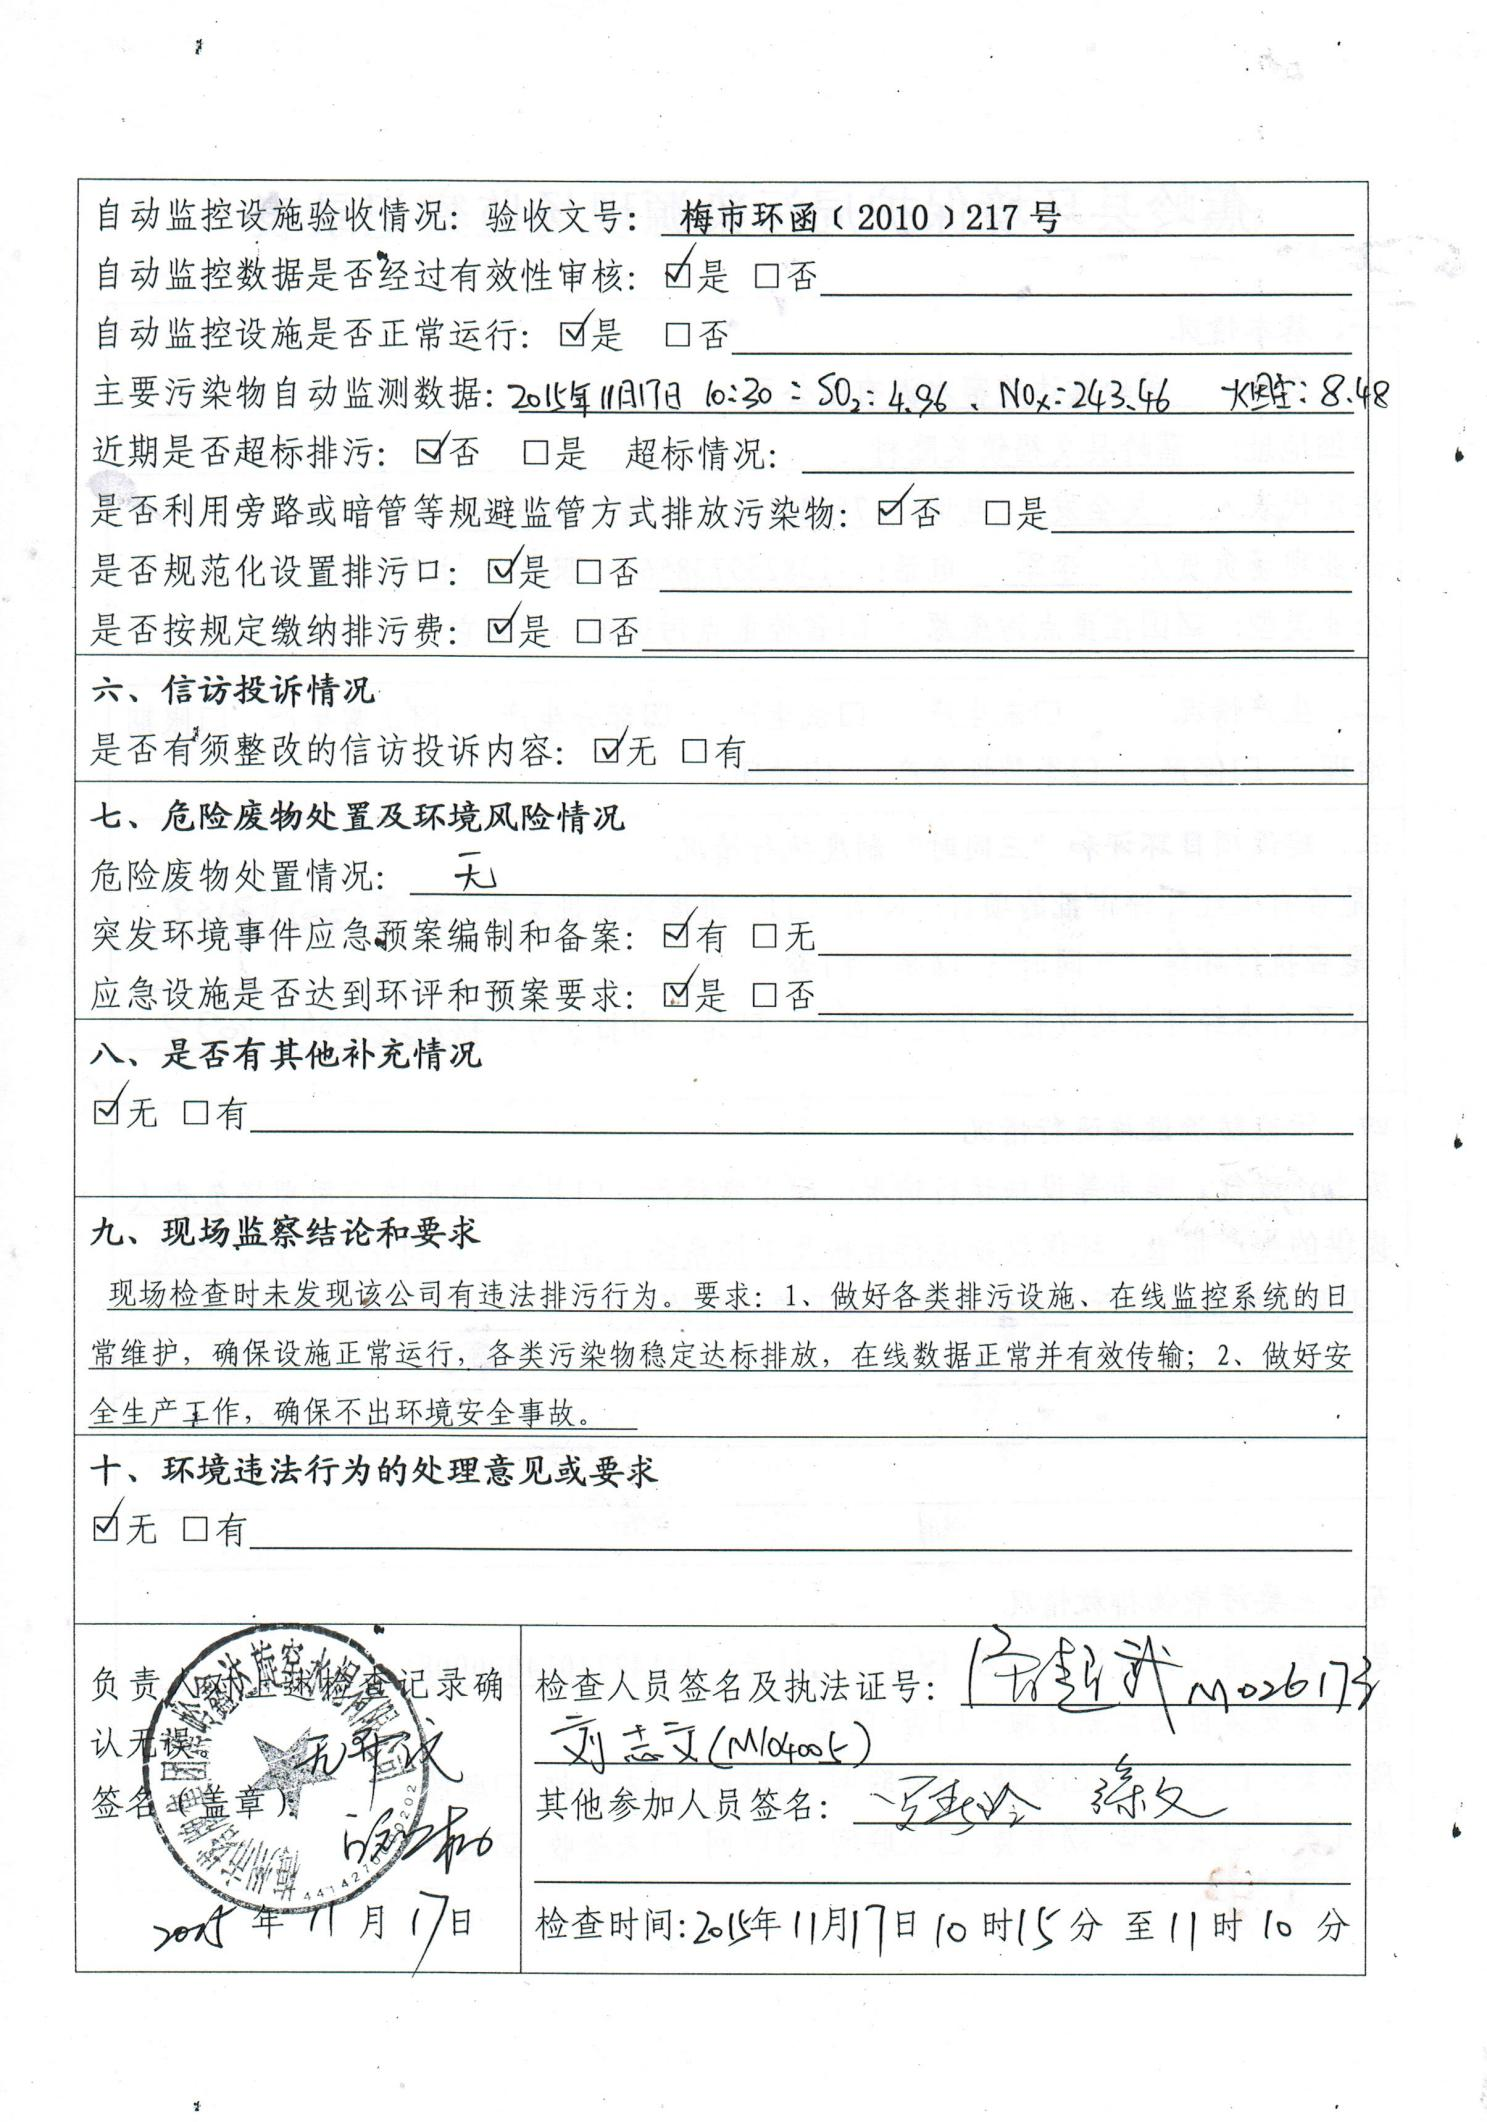 自动监控设施验收情况：验收文号：梅市环函﹝2010﹞217号
自动监控数据是否经过有效性审核：☑是 □否
自动监控设施是否正常运行：☑是 □否
主要污染物自动监测数据：2015年11月17日 10:30：SO₂：4.96、NOx：243.46 烟尘：8.48
近期是否超标排污：☑否 □是 超标情况：
是否利用旁路或暗管等规避监管方式排放污染物：☑否 □是
是否规范化设置排污口：☑是 □否
是否按规定缴纳排污费：☑是 □否
六、信访投诉情况
是否有须整改的信访投诉内容：☑无 □有
七、危险废物处置及环境风险情况
危险废物处置情况：无
突发环境事件应急预案编制和备案：☑有 □无
应急设施是否达到环评和预案要求：☑是 □否
八、是否有其他补充情况
☑无 □有
九、现场监察结论和要求
现场检查时未发现该公司有违法排污行为。要求：1、做好各类排污设施、在线监控系统的日
常维护，确保设施正常运行，各类污染物稳定达标排放，在线数据正常并有效传输；2、做好安
全生产工作，确保不出环境安全事故。
十、环境违法行为的处理意见或要求
☑无 □有
负责人对上述检查记录确
认无误
签名（盖章）：
2015年11月17日
检查人员签名及执法证号：M026173
刘志文(M104005)
其他参加人员签名：
检查时间：2015年11月17日10时15分至11时10分